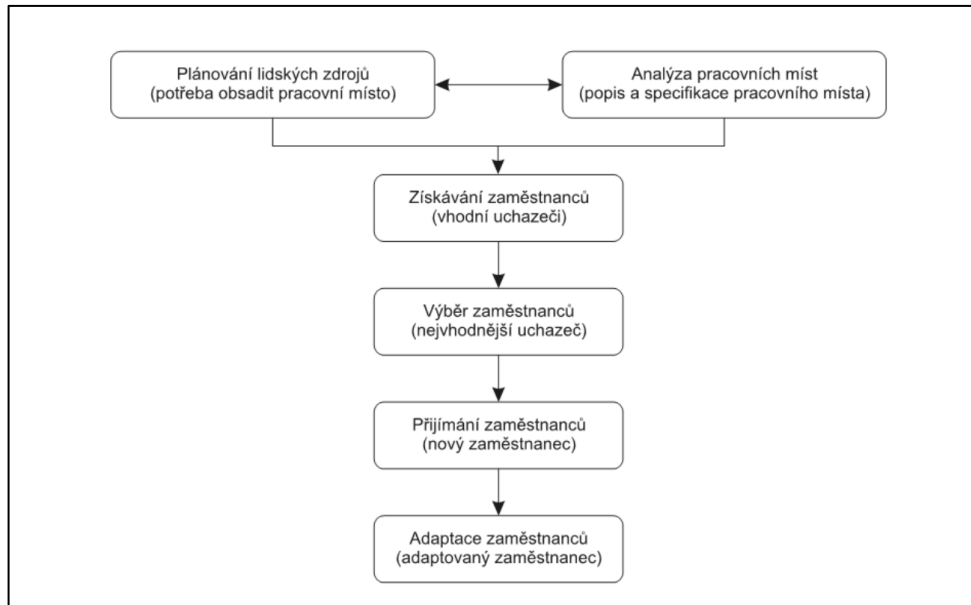 Plánování lidských zdrojů
(potřeba obsadit pracovní místo)
Analýza pracovních míst
(popis a specifikace pracovního místa)
Získávání zaměstnanců
(vhodní uchazeči)
Výběr zaměstnanců
(nejvhodnější uchazeč)
Přijímání zaměstnanců
(nový zaměstnanec)
Adaptace zaměstnanců
(adaptovaný zaměstnanec)